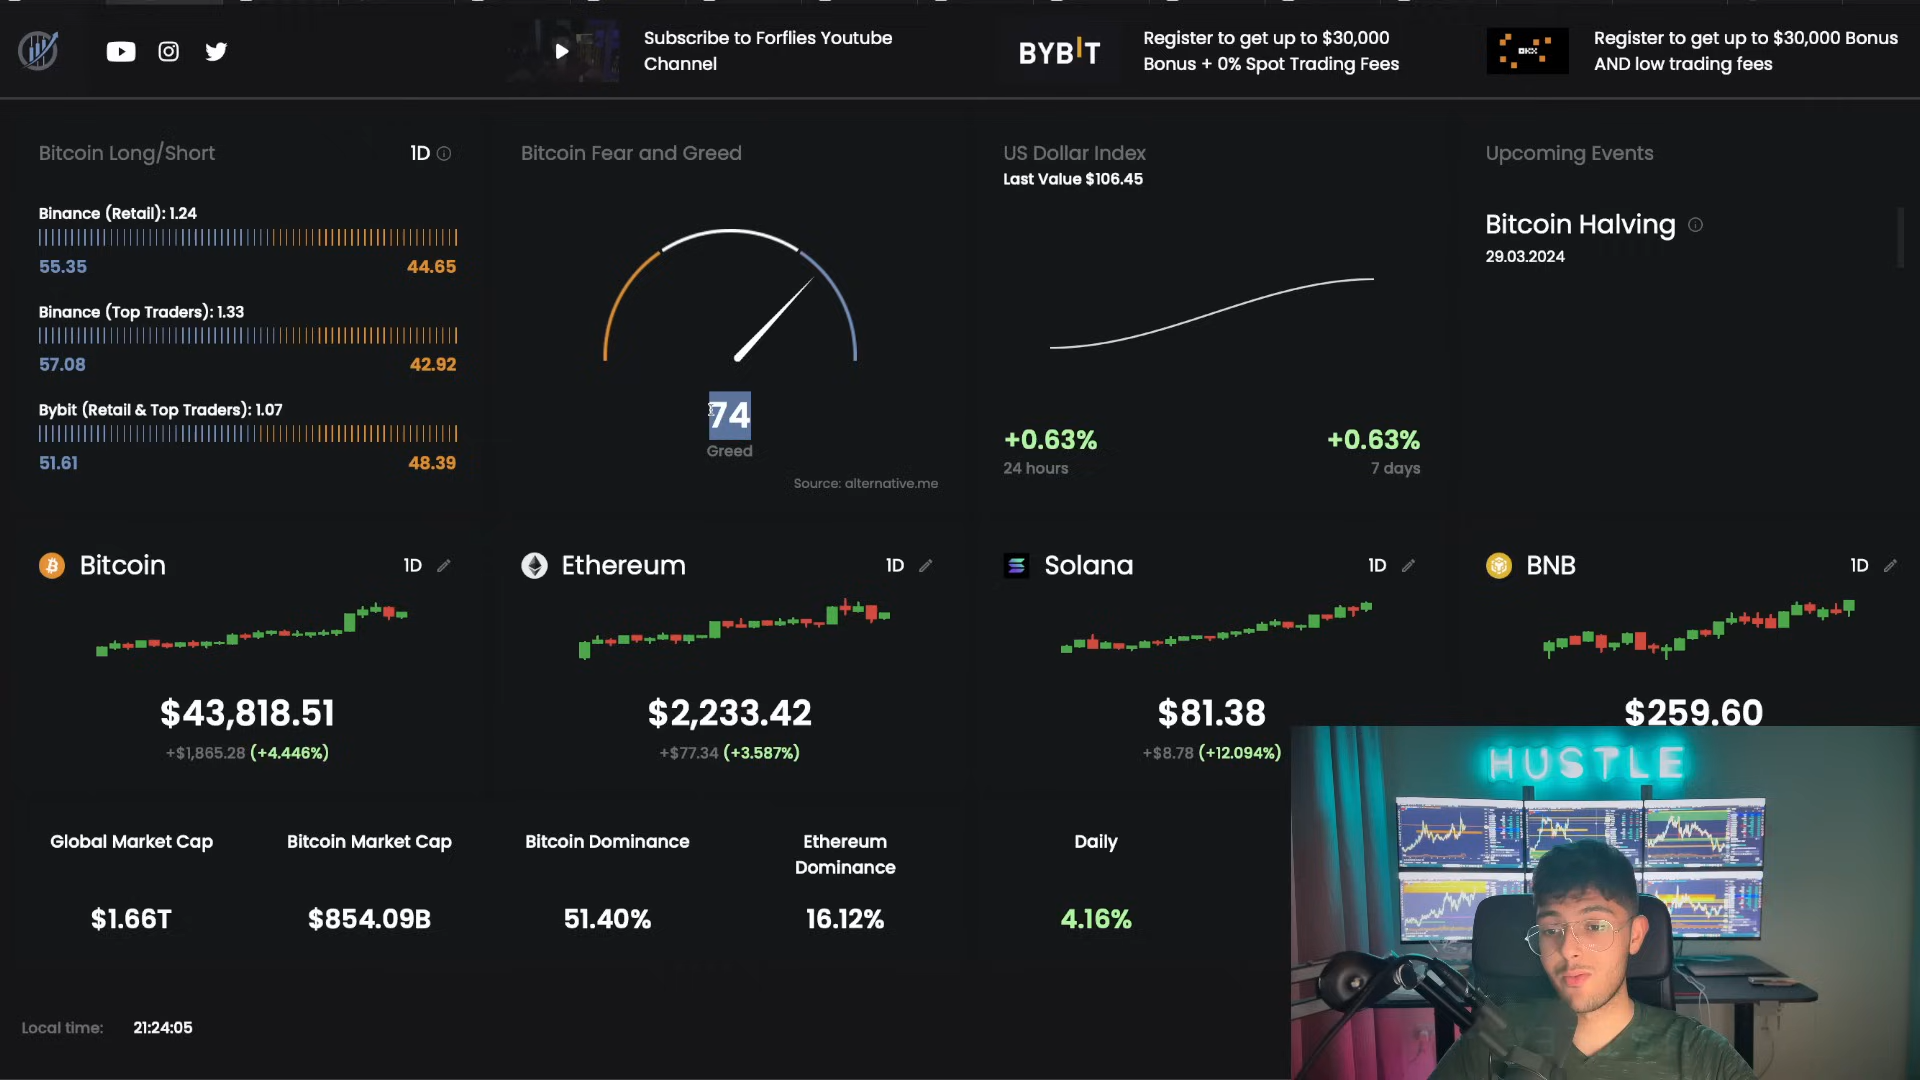 Subscribe to Forflies Youtube
Channel
BYBIT
Register to get up to $30,000
Bonus + 0% Spot Trading Fees
OKX
Register to get up to $30,000 Bonus
AND low trading fees
Bitcoin Long/Short
1D
Binance (Retail): 1.24
55.35
44.65
Binance (Top Traders): 1.33
57.08
42.92
Bybit (Retail & Top Traders): 1.07
51.61
48.39
Bitcoin Fear and Greed
74
Greed
Source: alternative.me
US Dollar Index
Last Value $106.45
+0.63%
24 hours
+0.63%
7 days
Upcoming Events
Bitcoin Halving
29.03.2024
Bitcoin
1D
$43,818.51
+$1,865.28 (+4.446%)
Ethereum
1D
$2,233.42
+$77.34 (+3.587%)
Solana
1D
$81.38
+$8.78 (+12.094%)
BNB
1D
$259.60
Global Market Cap
$1.66T
Bitcoin Market Cap
$854.09B
Bitcoin Dominance
51.40%
Ethereum
Dominance
16.12%
Daily
4.16%
HUSTLE
Local time:
21:24:05